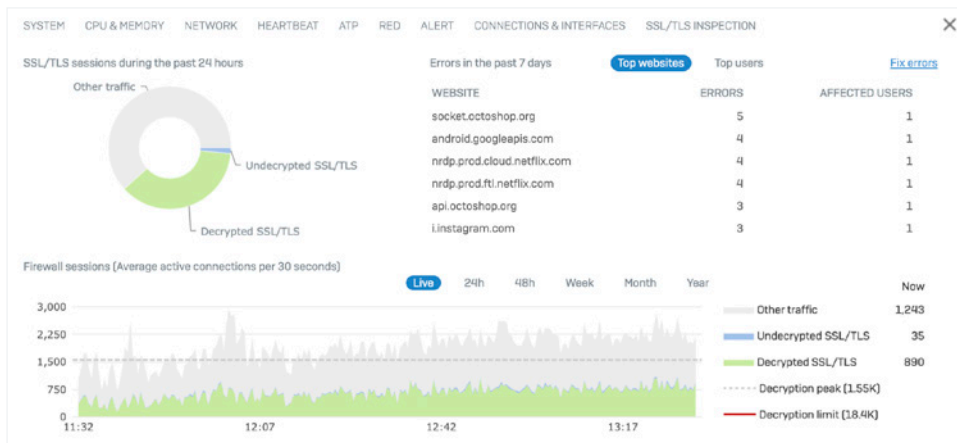 SYSTEM CPU & MEMORY NETWORK HEARTBEAT ATP RED ALERT CONNECTIONS & INTERFACES SSL/TLS INSPECTION
SSL/TLS sessions during the past 24 hours
Other traffic
Undecrypted SSL/TLS
Decrypted SSL/TLS
Errors in the past 7 days Top websites Top users Fix errors
WEBSITE ERRORS AFFECTED USERS
socket.octoshop.org 5 1
android.googleapis.com 4 1
nrdp.prod.cloud.netflix.com 4 1
nrdp.prod.ftl.netflix.com 4 1
api.octoshop.org 3 1
i.instagram.com 3 1
Firewall sessions (Average active connections per 30 seconds)
Live 24h 48h Week Month Year
3,000
2,250
1,500
750
0
11:32 12:07 12:42 13:17
Now
Other traffic 1,243
Undecrypted SSL/TLS 35
Decrypted SSL/TLS 890
Decryption peak (1.55K)
Decryption limit (18.4K)